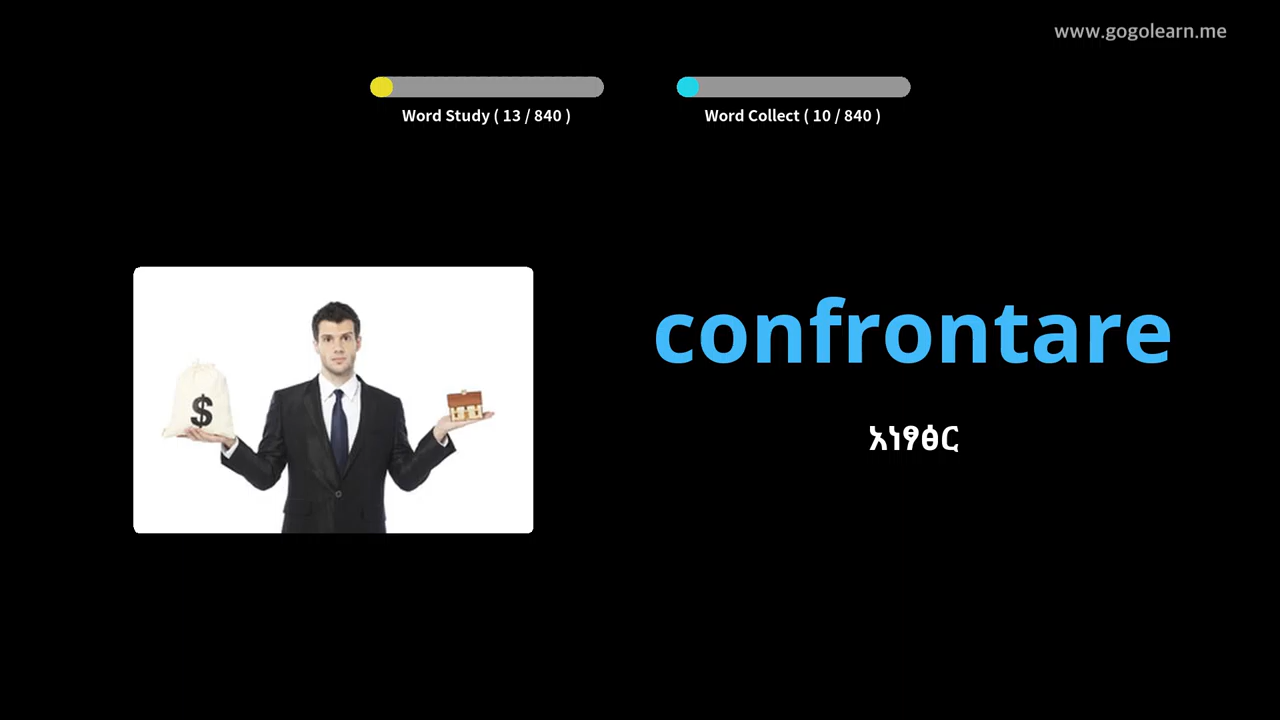 www.gogolearn.me
Word Study ( 13 / 840 )
Word Collect ( 10 / 840 )
$
confrontare
አነፃፅር